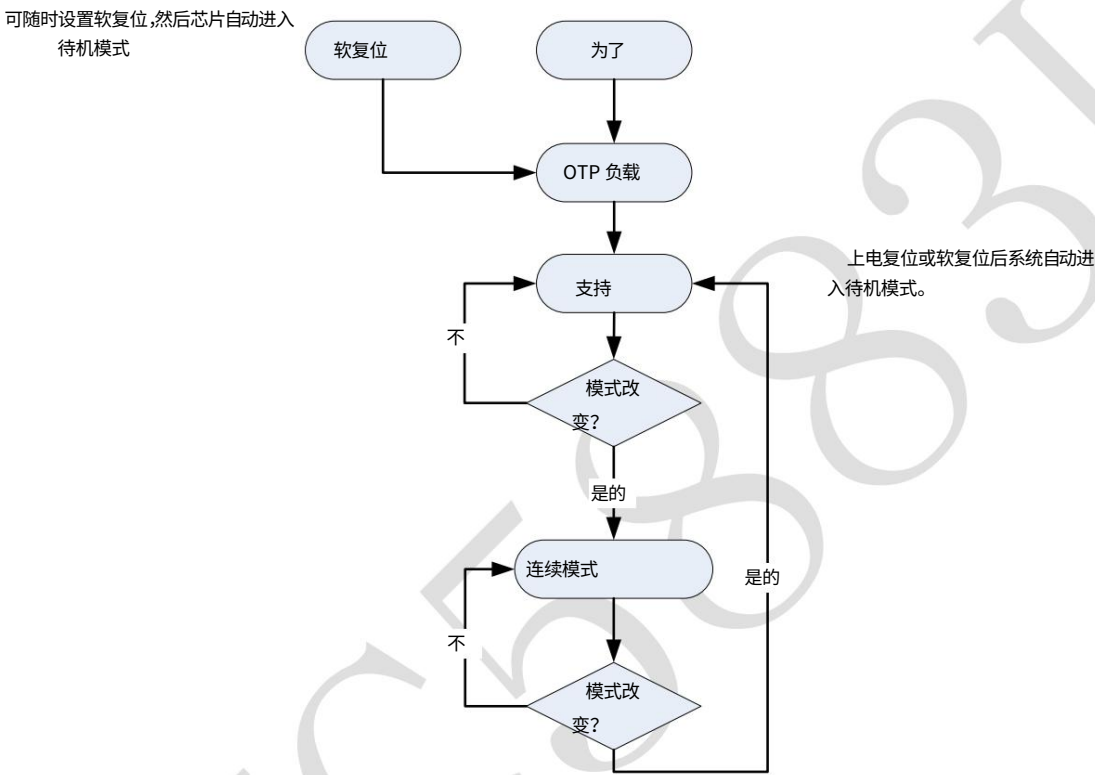 可随时设置软复位,然后芯片自动进入
待机模式
软复位
为了
OTP 负载
支持
上电复位或软复位后系统自动进
入待机模式。
不
模式改
变?
是的
连续模式
是的
不
模式改
变?